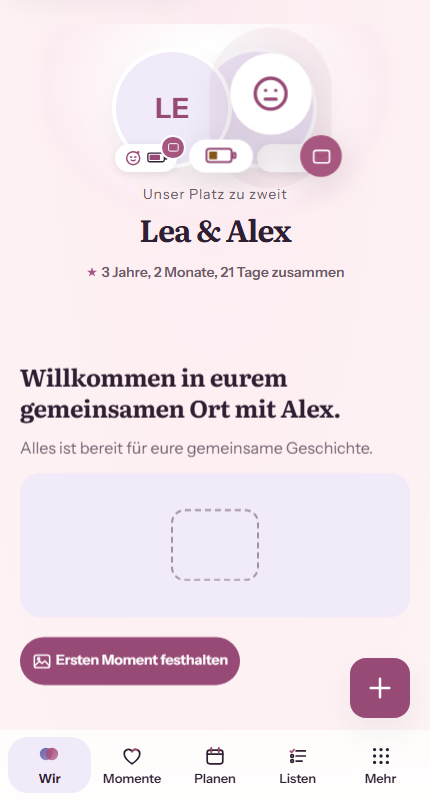 LE
Unser Platz zu zweit
Lea & Alex
★ 3 Jahre, 2 Monate, 21 Tage zusammen
Willkommen in eurem
gemeinsamen Ort mit Alex.
Alles ist bereit für eure gemeinsame Geschichte.
Ersten Moment festhalten
Wir
Momente
Planen
Listen
Mehr